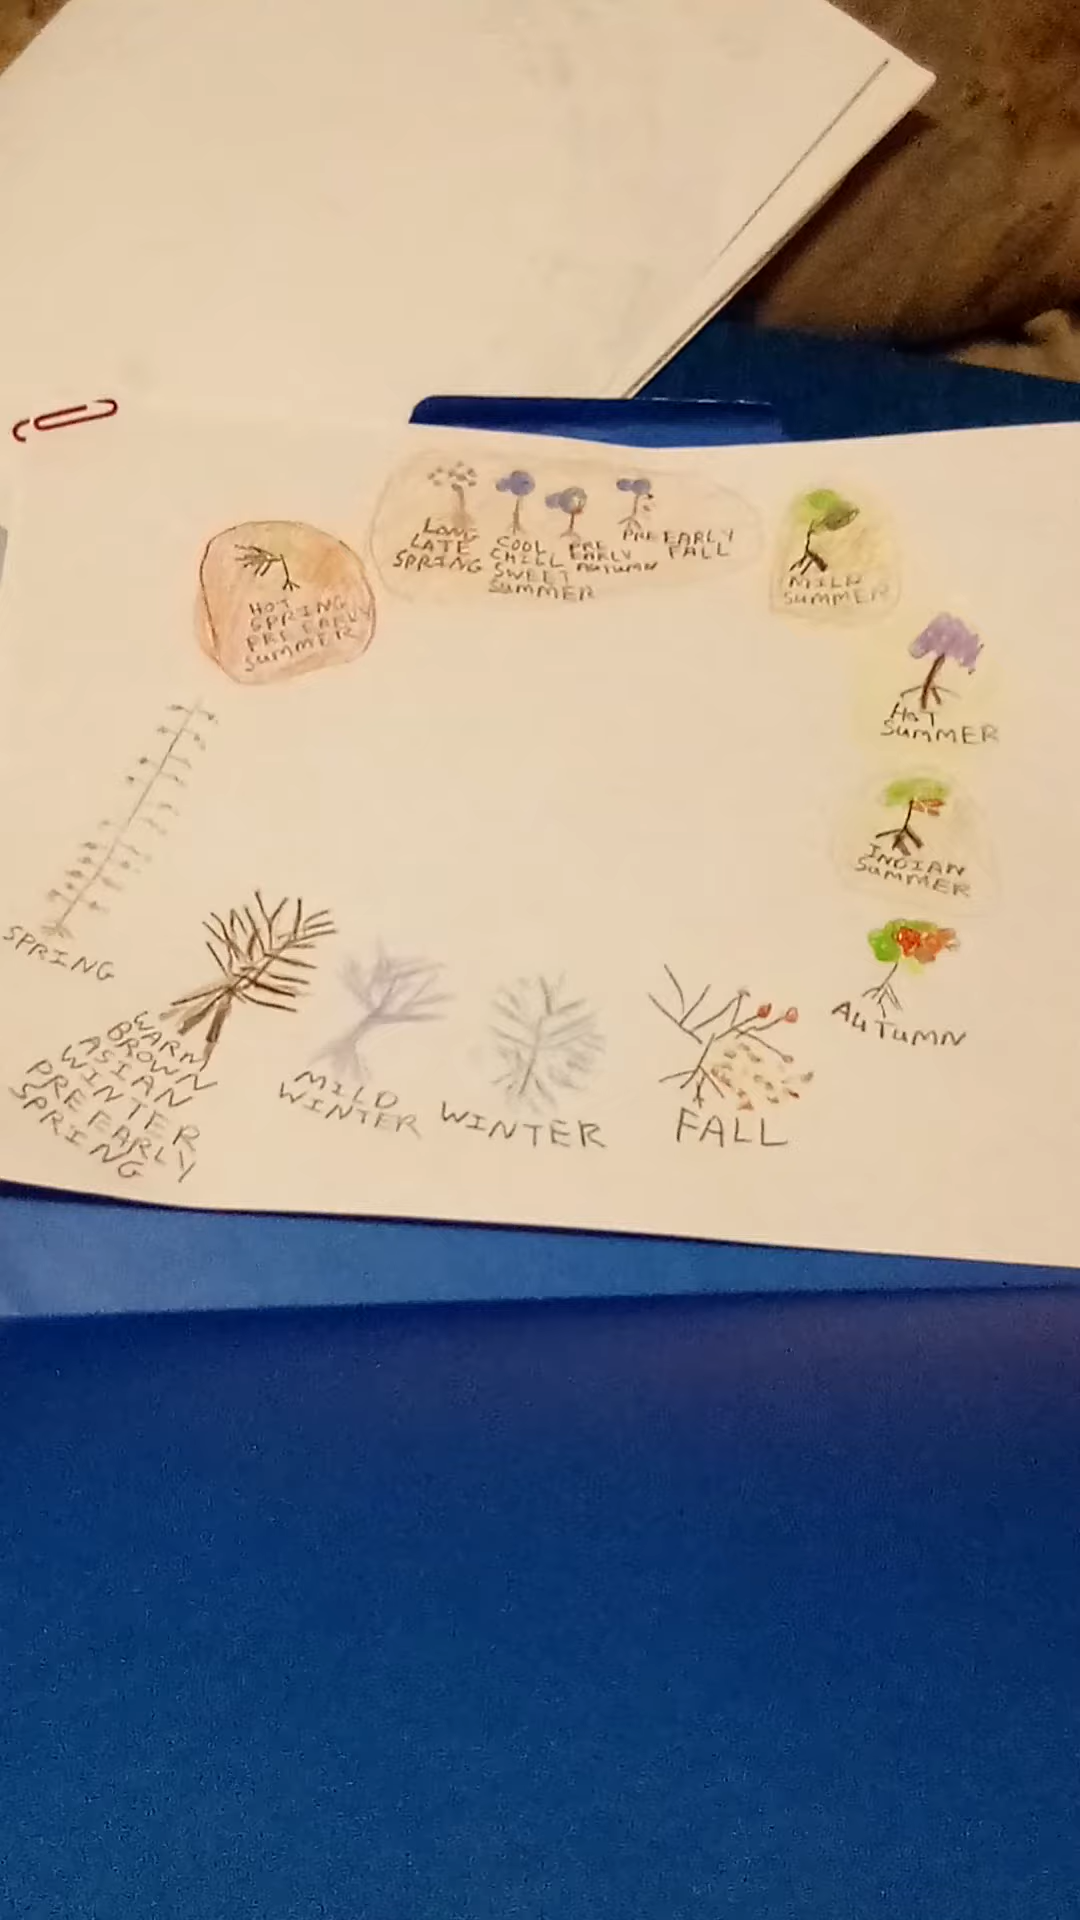 HOT
SPRING
PRE EARLY
SUMMER
LONG
LATE
SPRING
COOL
CHILL
SWEET
SUMMER
PRE
EARLY
AUTUMN
PRE EARLY
FALL
MILD
SUMMER
HOT
SUMMER
INDIAN
SUMMER
AUTUMN
FALL
WINTER
MILD
WINTER
WARM
BROWN
ASIAN
WINTER
PRE EARLY
SPRING
SPRING